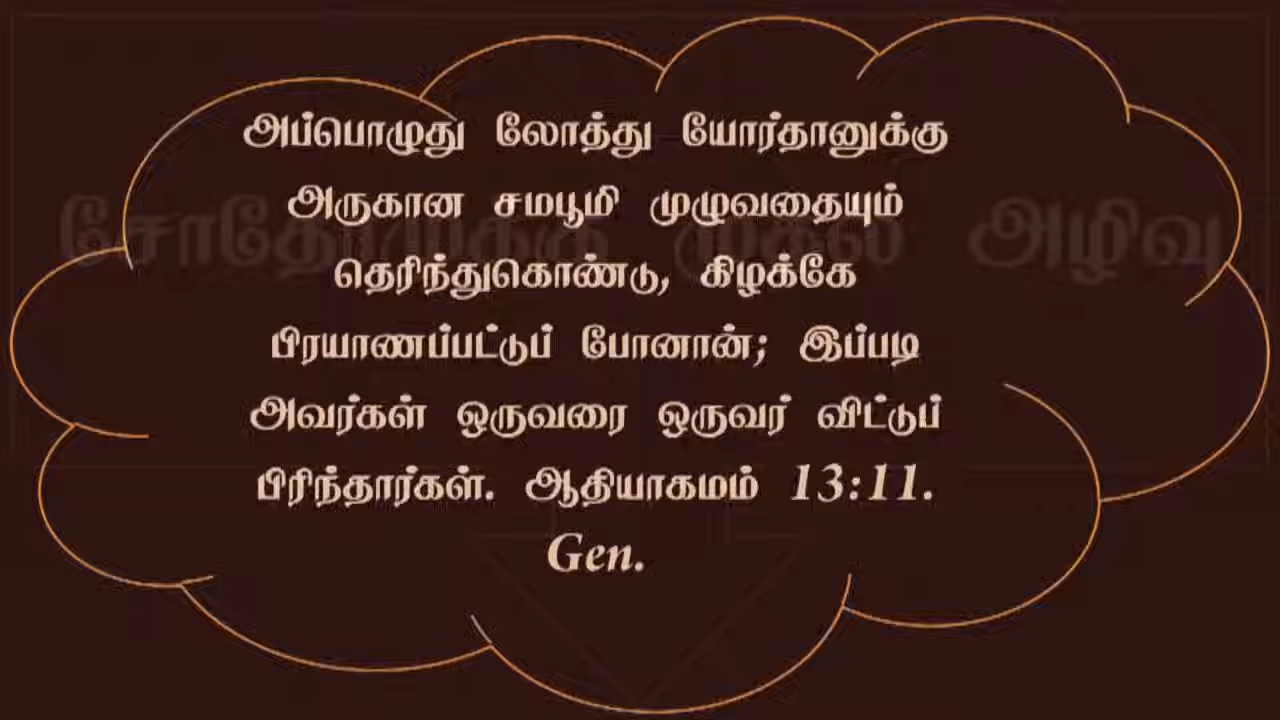 அப்பொழுது லோத்து யோர்தானுக்கு
அருகான சமபூமி முழுவதையும்
தெரிந்துகொண்டு, கிழக்கே
பிரயாணப்பட்டுப் போனான்; இப்படி
அவர்கள் ஒருவரை ஒருவர் விட்டுப்
பிரிந்தார்கள். ஆதியாகமம் 13:11.
Gen.
அழிவு